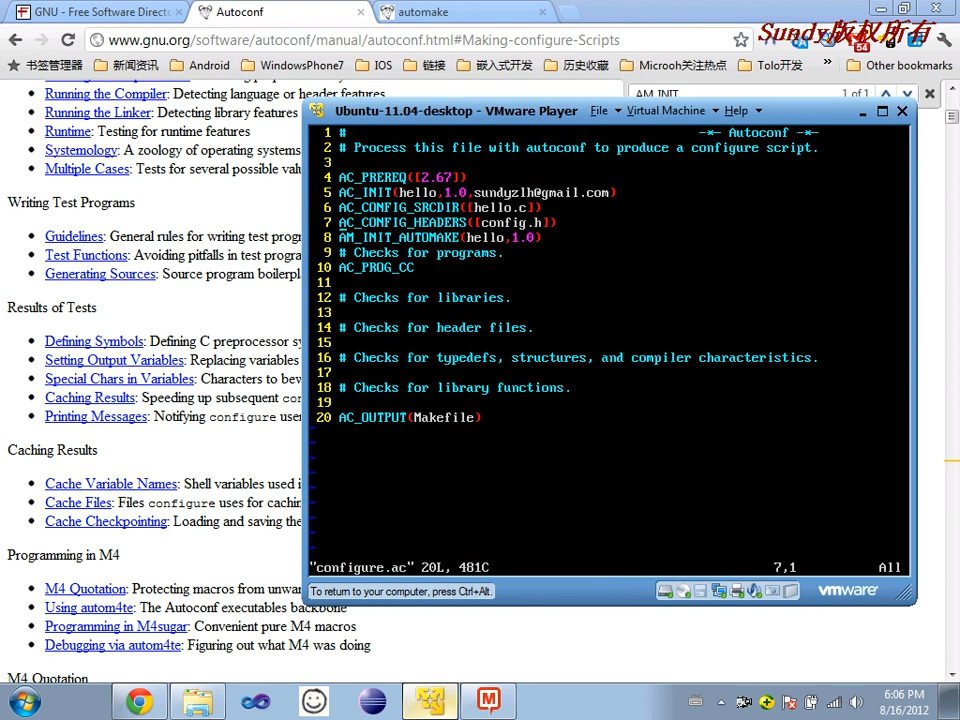 GNU - Free Software Direct
Autoconf
automake
Sundy版权所有
www.gnu.org/software/autoconf/manual/autoconf.html#Making-configure-Scripts
54
书签管理器
新闻资讯
Android
WindowsPhone7
IOS
链接
嵌入式开发
历史收藏
Microoh关注热点
Tolo开发
»
Other bookmarks
AM_INIT
1 of 1
Running the Compiler: Detecting language or header features
Running the Linker: Detecting library features
Runtime: Testing for runtime features
Systemology: A zoology of operating systems
Multiple Cases: Tests for several possible valu
Writing Test Programs
Guidelines: General rules for writing test prog
Test Functions: Avoiding pitfalls in test progra
Generating Sources: Source program boilerpla
Results of Tests
Defining Symbols: Defining C preprocessor sy
Setting Output Variables: Replacing variables
Special Chars in Variables: Characters to bew
Caching Results: Speeding up subsequent con
Printing Messages: Notifying configure user
Caching Results
Cache Variable Names: Shell variables used i
Cache Files: Files configure uses for cachin
Cache Checkpointing: Loading and saving the
Programming in M4
M4 Quotation: Protecting macros from unwan
Using autom4te: The Autoconf executables backbone
Programming in M4sugar: Convenient pure M4 macros
Debugging via autom4te: Figuring out what M4 was doing
M4 Quotation
Ubuntu-11.04-desktop - VMware Player File Virtual Machine Help
1 # -*- Autoconf -*-
2 # Process this file with autoconf to produce a configure script.
3
4 AC_PREREQ([2.67])
5 AC_INIT(hello,1.0,sundyzlh@gmail.com)
6 AC_CONFIG_SRCDIR([hello.c])
7 AC_CONFIG_HEADERS([config.h])
8 AM_INIT_AUTOMAKE(hello,1.0)
9 # Checks for programs.
10 AC_PROG_CC
11
12 # Checks for libraries.
13
14 # Checks for header files.
15
16 # Checks for typedefs, structures, and compiler characteristics.
17
18 # Checks for library functions.
19
20 AC_OUTPUT(Makefile)
~
~
~
~
~
~
~
~
~
"configure.ac" 20L, 481C 7,1 All
To return to your computer, press Ctrl+Alt.
vmware
6:06 PM
8/16/2012